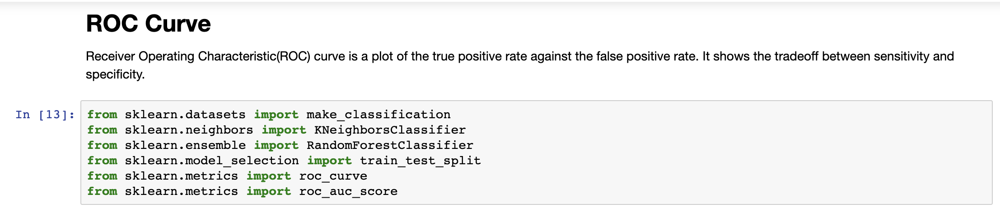 ROC Curve
Receiver Operating Characteristic(ROC) curve is a plot of the true positive rate against the false positive rate. It shows the tradeoff between sensitivity and
specificity.
In [13]:
from sklearn.datasets import make_classification
from sklearn.neighbors import KNeighborsClassifier
from sklearn.ensemble import RandomForestClassifier
from sklearn.model_selection import train_test_split
from sklearn.metrics import roc_curve
from sklearn.metrics import roc_auc_score